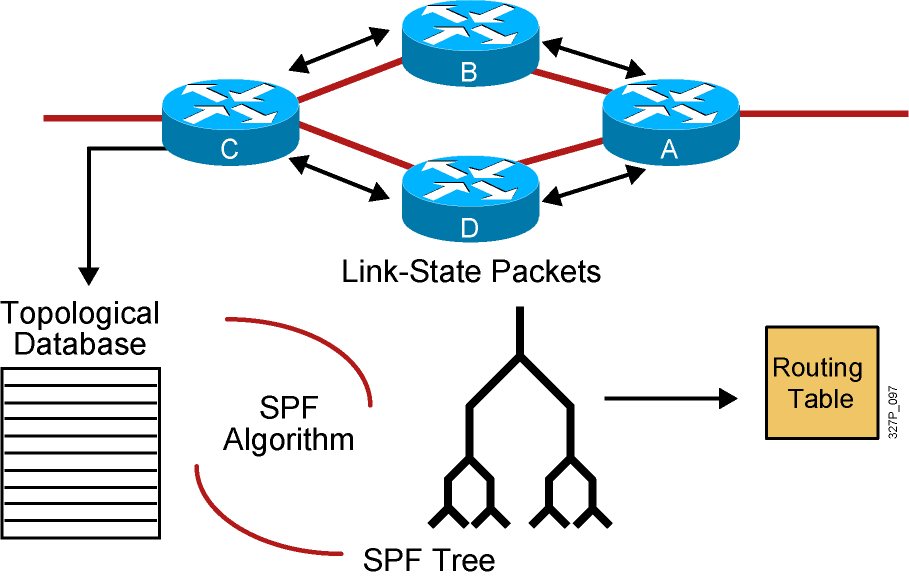 B
C
A
D
Link-State Packets
Topological
Database
SPF
Algorithm
SPF Tree
Routing
Table
327P_097